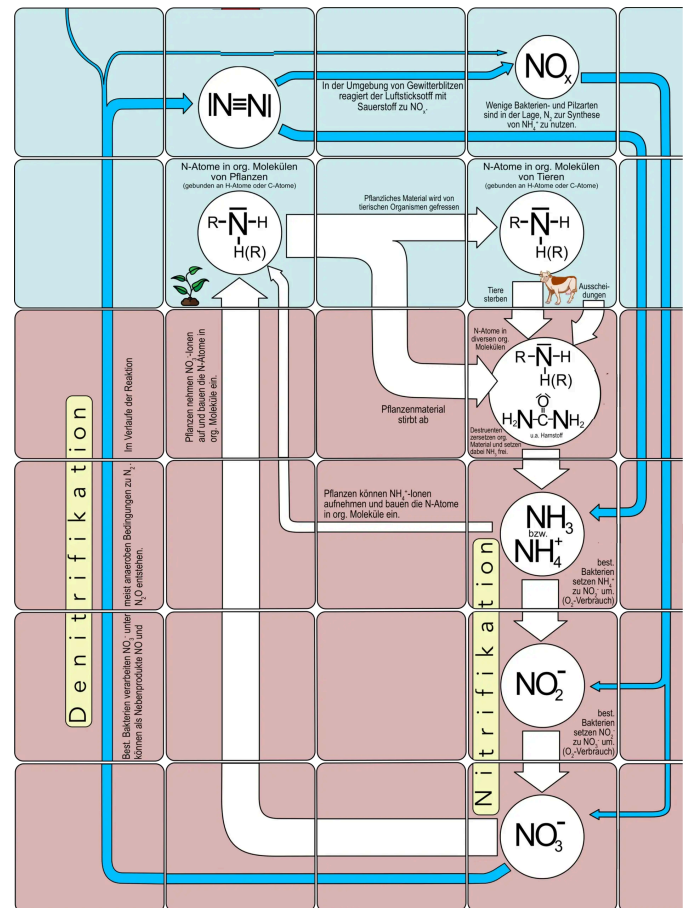 In der Umgebung von Gewitterblitzen
reagiert der Luftsticksotff mit
Sauerstoff zu NOₓ.
IN≡NI
NOₓ
Wenige Bakterien- und Pilzarten
sind in der Lage, N₂ zur Synthese
von NH₄⁺ zu nutzen.
N-Atome in org. Molekülen
von Pflanzen
(gebunden an H-Atome oder C-Atome)
R-N-H
H(R)
Pflanzliches Material wird von
tierischen Organismen gefressen
N-Atome in org. Molekülen
von Tieren
(gebunden an H-Atome oder C-Atome)
R-N-H
H(R)
Tiere
sterben
Ausschei-
dungen
N-Atome in
diversen org.
Molekülen
R-N-H
H(R)
O
H₂N-C-NH₂
u.a. Harnstoff
Destruenten
zersetzen org.
Material und setzen
dabei NH₃ frei.
Pflanzenmaterial
stirbt ab
Pflanzen nehmen NO₃⁻-Ionen
auf und bauen die N-Atome in
org. Moleküle ein.
Denitrifikation
Best. Bakterien verarbeiten NO₃⁻ unter meist anaeroben Bedingungen zu N₂. Im Verlaufe der Reaktion
können als Nebenprodukte NO und N₂O entstehen.
Pflanzen können NH₄⁺-Ionen
aufnehmen und bauen die N-Atome
in org. Moleküle ein.
NH₃
bzw.
NH₄⁺
Nitrifikation
best.
Bakterien
setzen NH₄⁺
zu NO₂⁻ um.
(O₂-Verbrauch)
NO₂⁻
best.
Bakterien
setzen NO₂⁻
zu NO₃⁻ um.
(O₂-Verbrauch)
NO₃⁻